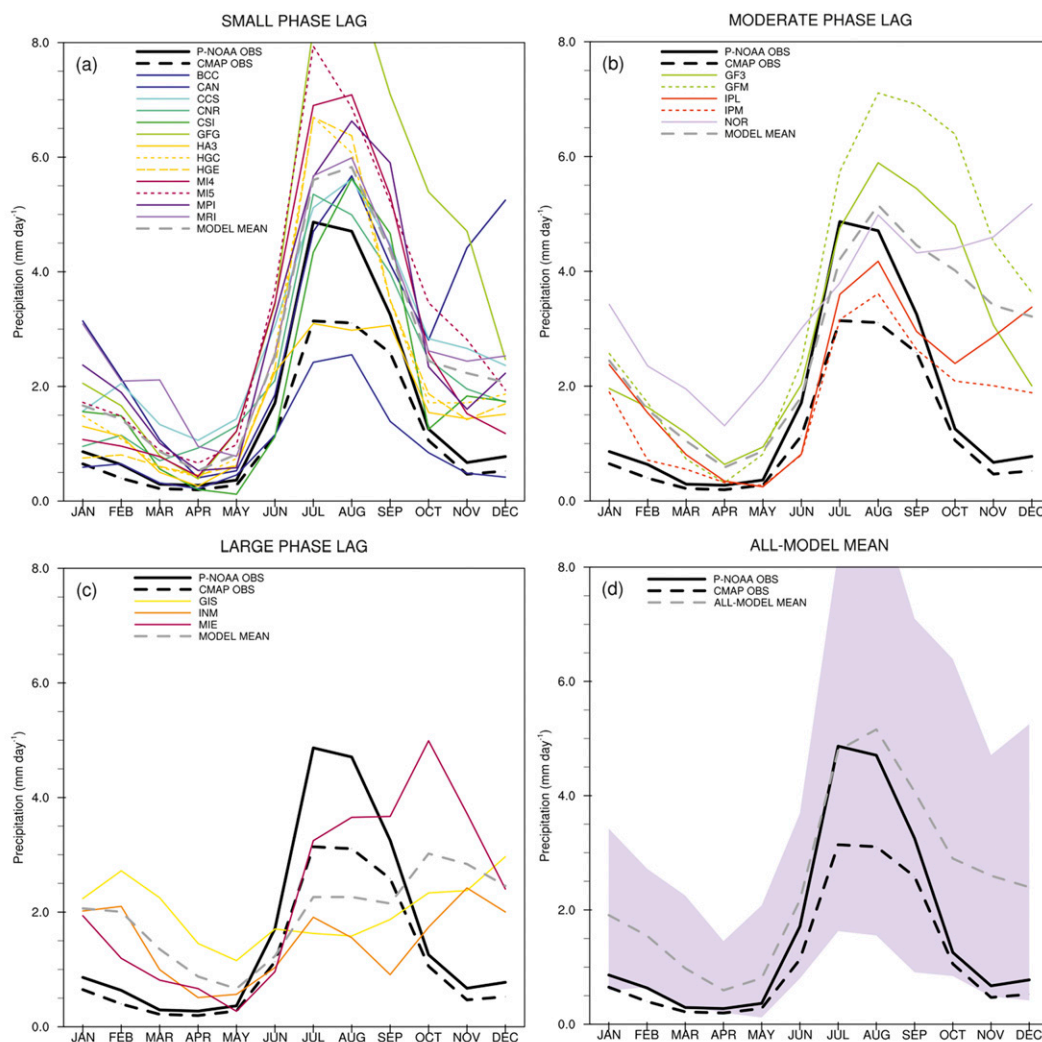 SMALL PHASE LAG
Precipitation (mm day-1)
8.0
6.0
4.0
2.0
0.0
(a)
P-NOAA OBS
CMAP OBS
BCC
CAN
CCS
CNR
CSI
GFG
HA3
HGC
HGE
MI4
MI5
MPI
MRI
MODEL MEAN
JAN FEB MAR APR MAY JUN JUL AUG SEP OCT NOV DEC
MODERATE PHASE LAG
Precipitation (mm day-1)
8.0
6.0
4.0
2.0
0.0
(b)
P-NOAA OBS
CMAP OBS
GF3
GFM
IPL
IPM
NOR
MODEL MEAN
JAN FEB MAR APR MAY JUN JUL AUG SEP OCT NOV DEC
LARGE PHASE LAG
Precipitation (mm day-1)
8.0
6.0
4.0
2.0
0.0
(c)
P-NOAA OBS
CMAP OBS
GIS
INM
MIE
MODEL MEAN
JAN FEB MAR APR MAY JUN JUL AUG SEP OCT NOV DEC
ALL-MODEL MEAN
Precipitation (mm day-1)
8.0
6.0
4.0
2.0
0.0
(d)
P-NOAA OBS
CMAP OBS
ALL-MODEL MEAN
JAN FEB MAR APR MAY JUN JUL AUG SEP OCT NOV DEC